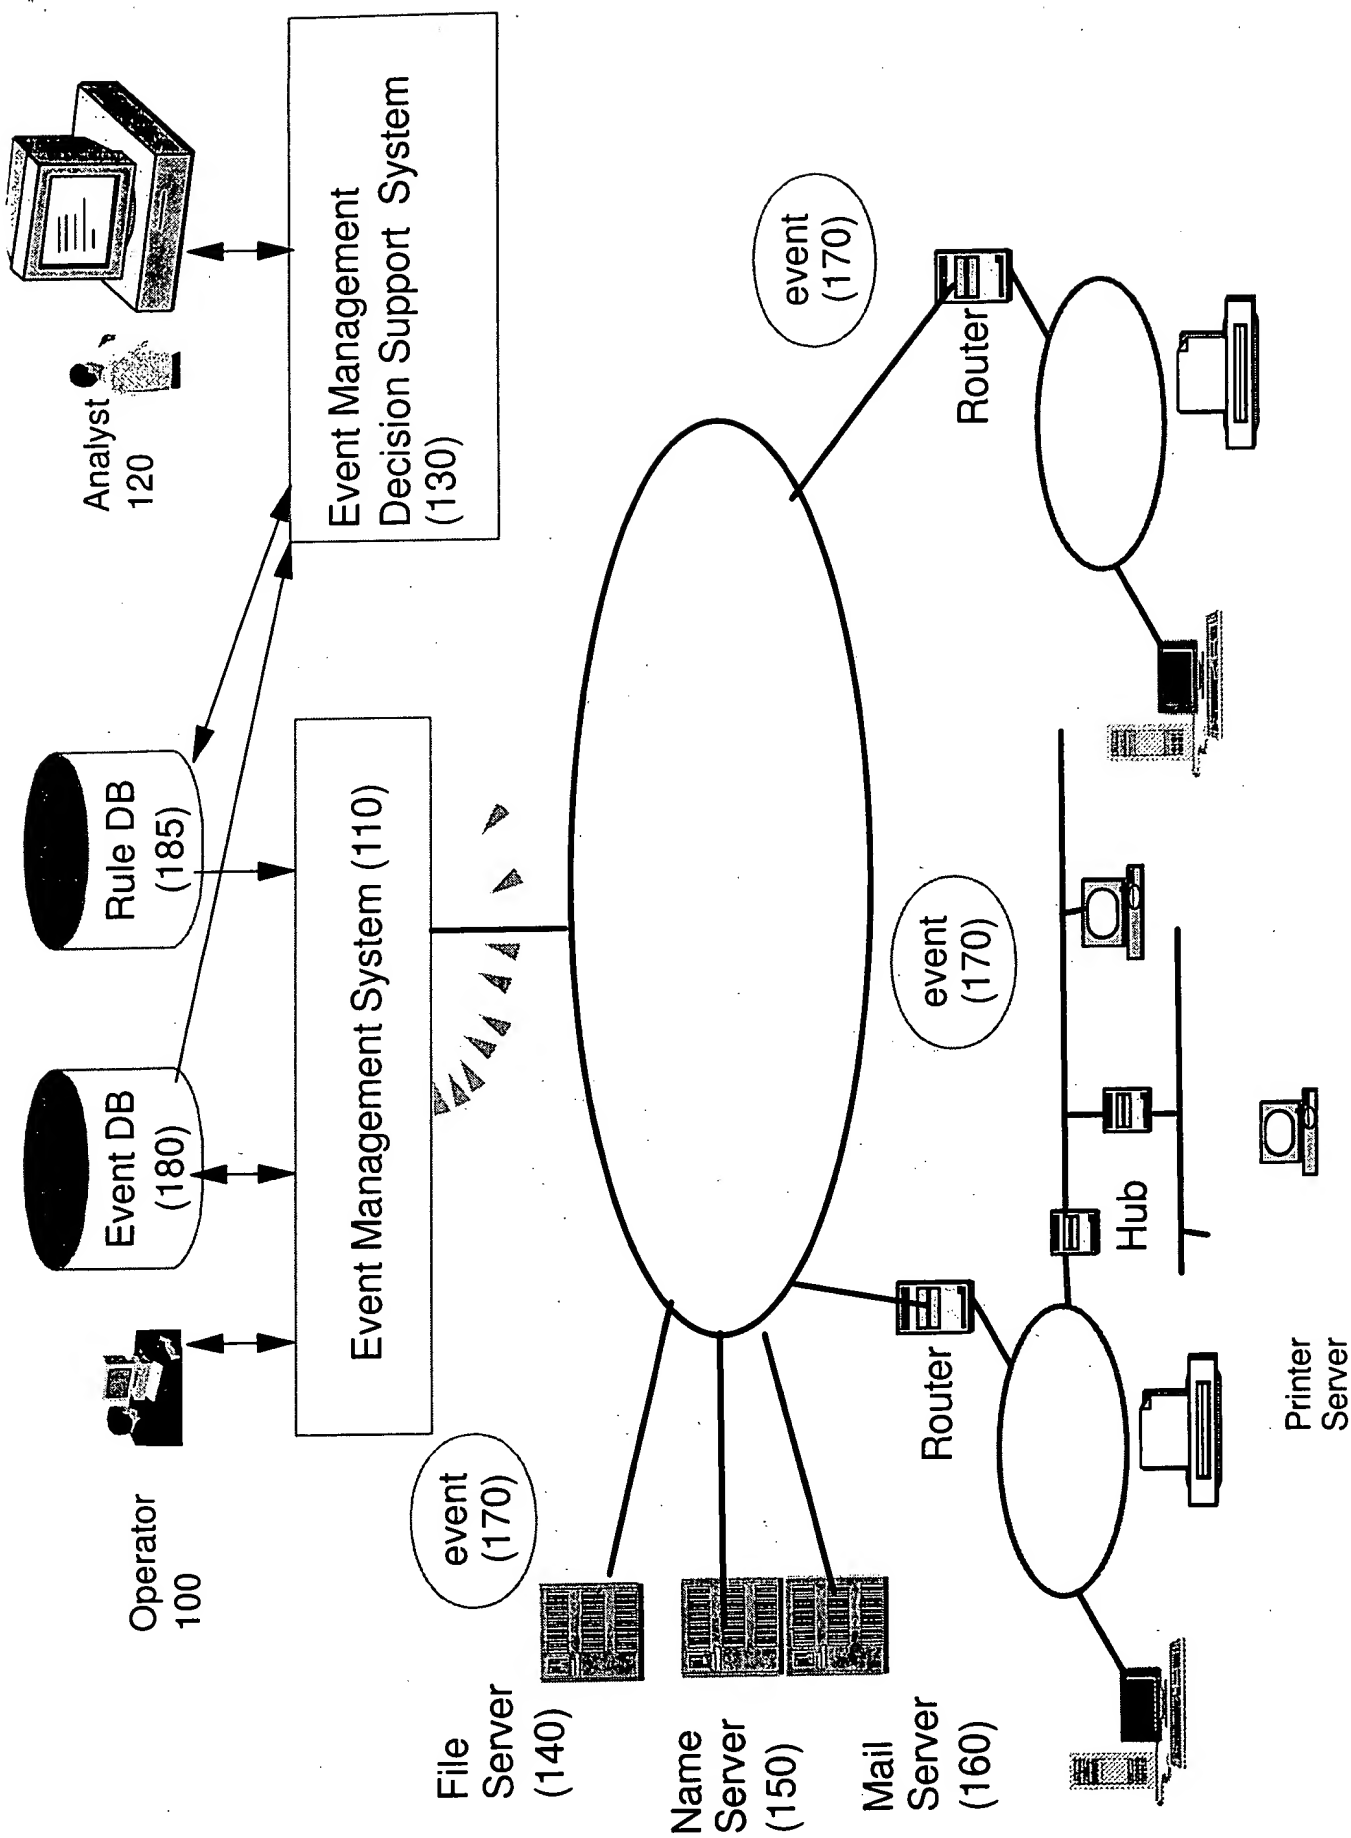 Operator
100
Event DB
(180)
Rule DB
(185)
Analyst
120
Event Management System (110)
Event Management
Decision Support System
(130)
event
(170)
File
Server
(140)
Name
Server
(150)
Mail
Server
(160)
event
(170)
event
(170)
Router
Router
Hub
Printer
Server